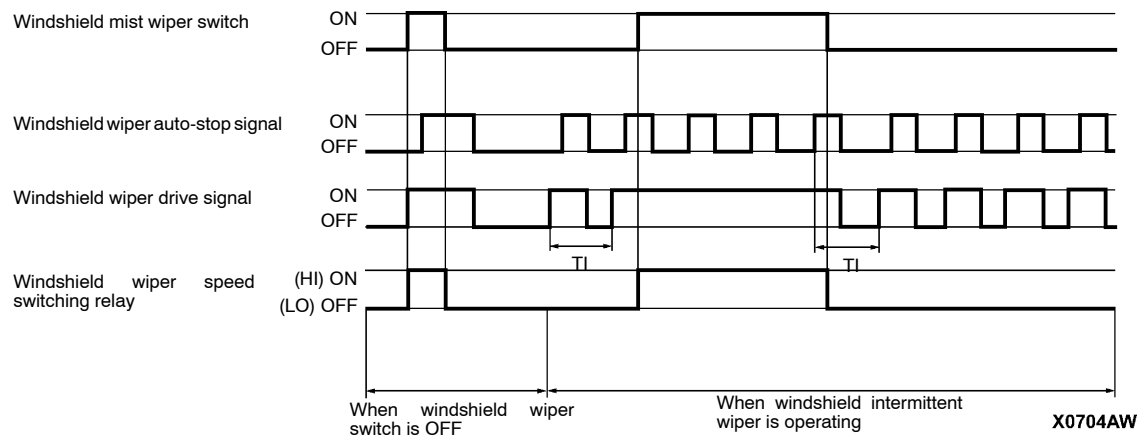 Windshield mist wiper switch
ON
OFF
Windshield wiper auto-stop signal
ON
OFF
Windshield wiper drive signal
ON
OFF
TI
TI
Windshield wiper speed
switching relay
(HI) ON
(LO) OFF
When windshield wiper
switch is OFF
When windshield intermittent
wiper is operating
X0704AW